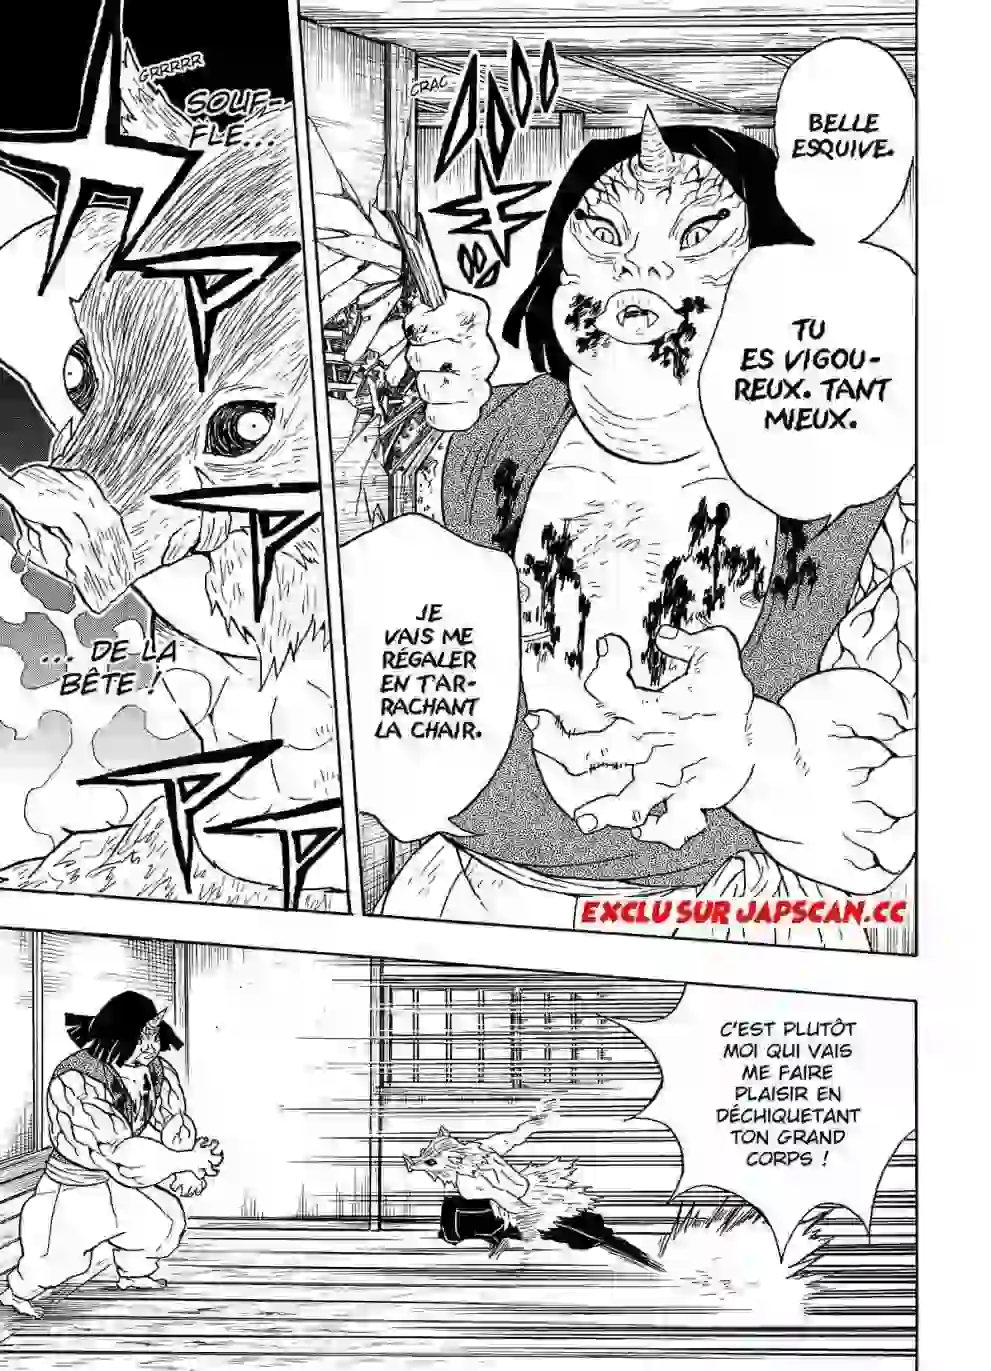 BELLE
ESQUIVE.
TU
ES VIGOU-
REUX. TANT
MIEUX.
CRAC
JE
VAIS ME
RÉGALER
EN T'AR-
RACHANT
LA CHAIR.
GRRRRR
SOUF-
FLE...
... DE LA
BÊTE !
EXCLU SUR JAPSCAN.CC
C'EST PLUTÔT
MOI QUI VAIS
ME FAIRE
PLAISIR EN
DÉCHIQUETANT
TON GRAND
CORPS !